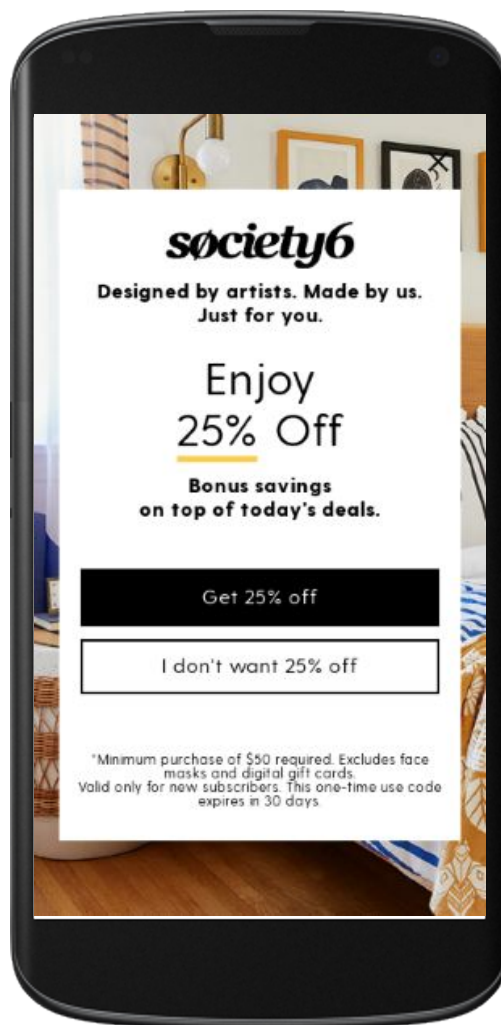 søciety6
Designed by artists. Made by us.
Just for you.
Enjoy
25% Off
Bonus savings
on top of today's deals.
Get 25% off
I don't want 25% off
*Minimum purchase of $50 required. Excludes face
masks and digital gift cards.
Valid only for new subscribers. This one-time use code
expires in 30 days.